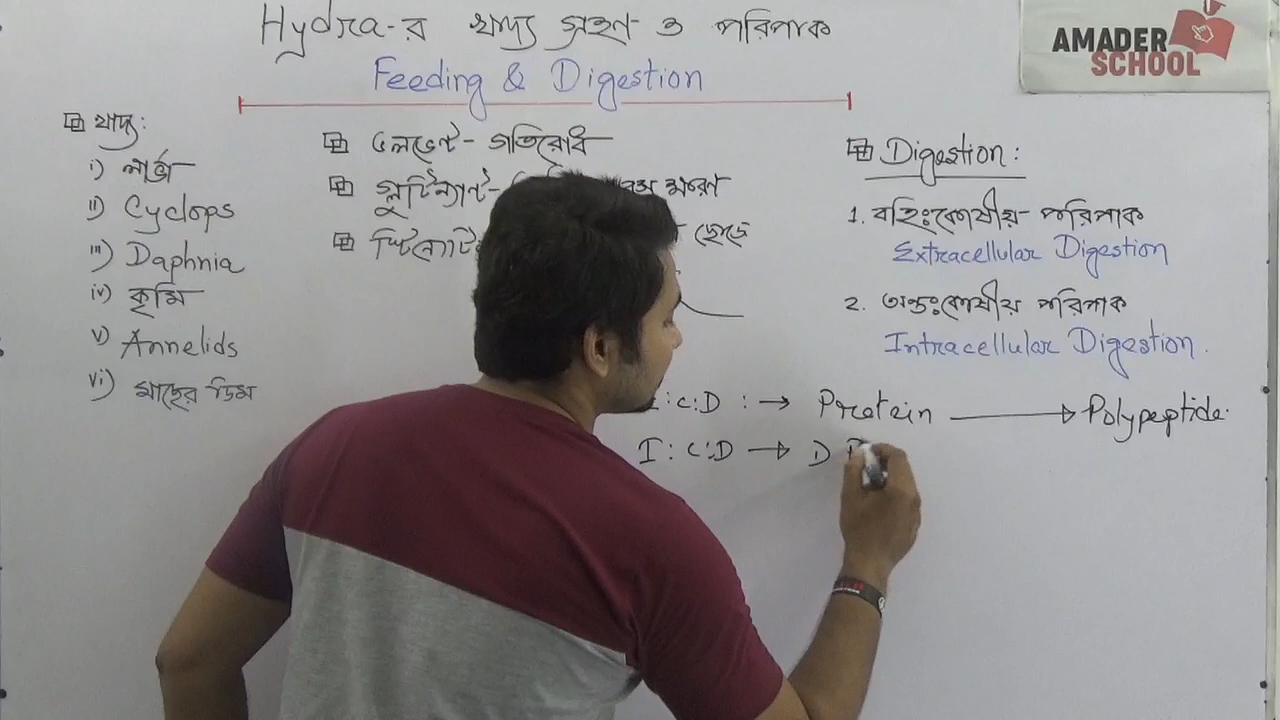 Hydra-র খাদ্য গ্রহণ ও পরিপাক
Feeding & Digestion
AMADER
SCHOOL
খাদ্য:
i) লার্ভা
ii) Cyclops
iii) Daphnia
iv) কৃমি
v) Annelids
vi) মাছের ডিম
ভলভেন্ট - গতিরোধ
গ্লুটিন্যান্ট -
ছোড়ে
Digestion:
1. বহিঃকোষীয় পরিপাক
Extracellular Digestion
2. অন্তঃকোষীয় পরিপাক
Intracellular Digestion.
:C:D : → Protein → Polypeptide.
I:C:D → D P